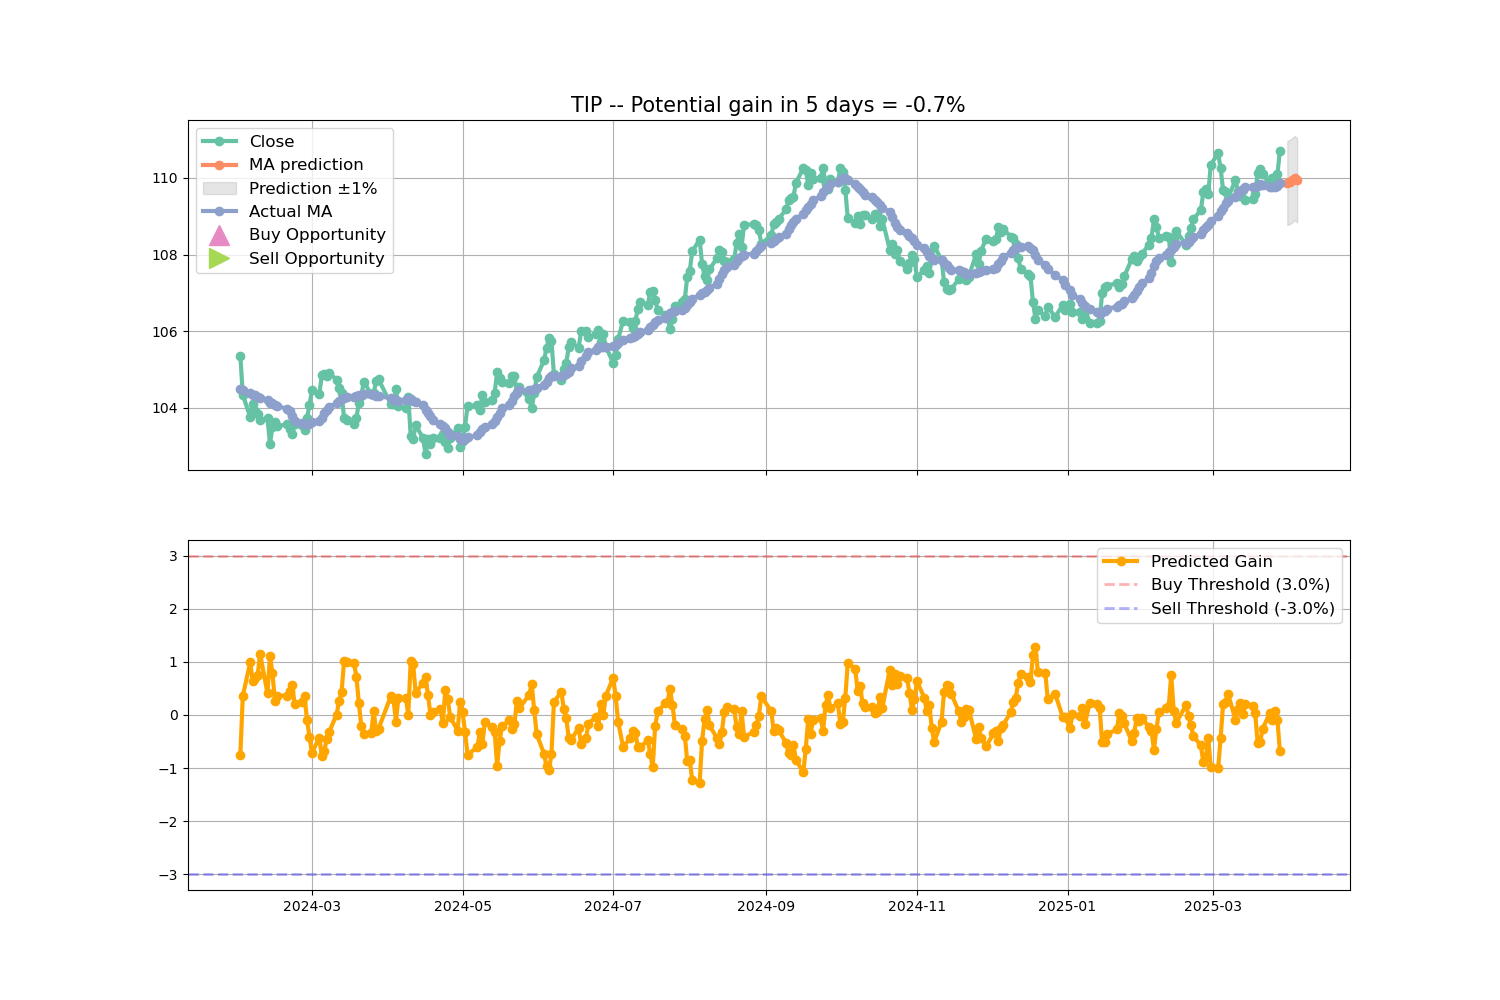 TIP -- Potential gain in 5 days = -0.7%
Close
MA prediction
Prediction ±1%
Actual MA
Buy Opportunity
Sell Opportunity
110
108
106
104
Predicted Gain
Buy Threshold (3.0%)
Sell Threshold (-3.0%)
3
2
1
0
−1
−2
−3
2024-03
2024-05
2024-07
2024-09
2024-11
2025-01
2025-03